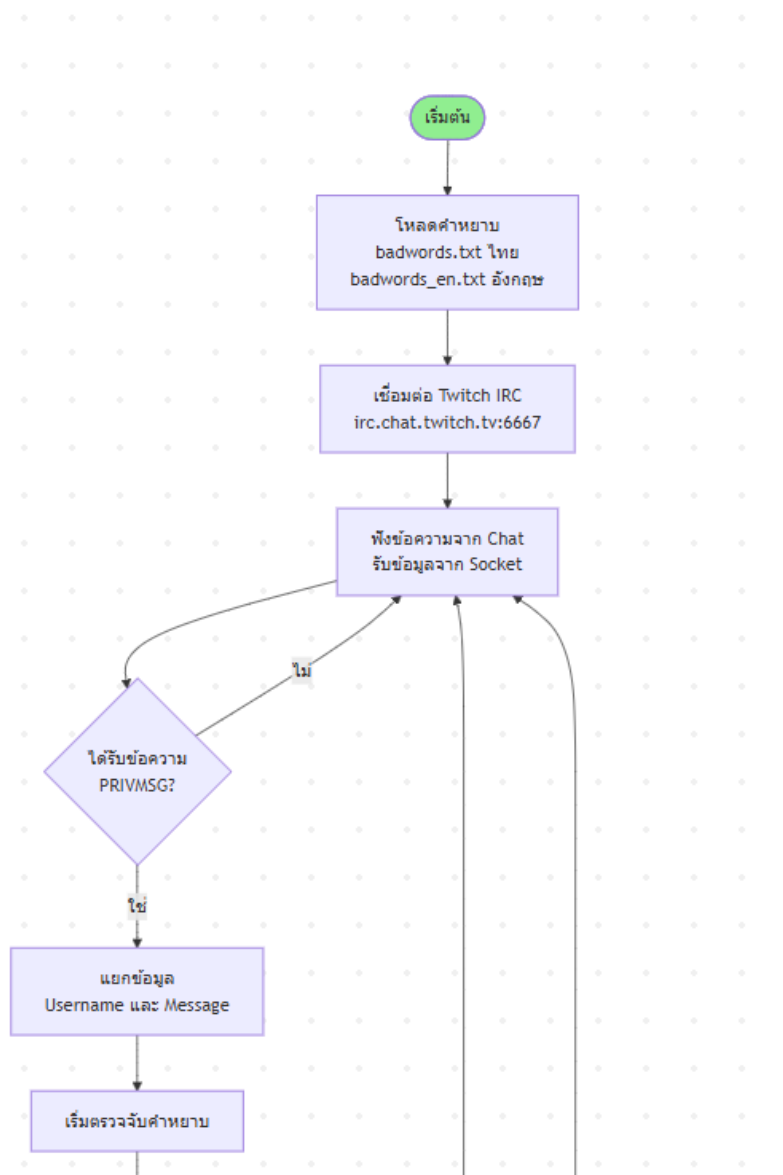 เริ่มต้น
โหลดคำหยาบ
badwords.txt ไทย
badwords_en.txt อังกฤษ
เชื่อมต่อ Twitch IRC
irc.chat.twitch.tv:6667
ฟังข้อความจาก Chat
รับข้อมูลจาก Socket
ไม่
ได้รับข้อความ
PRIVMSG?
ใช่
แยกข้อมูล
Username และ Message
เริ่มตรวจจับคำหยาบ